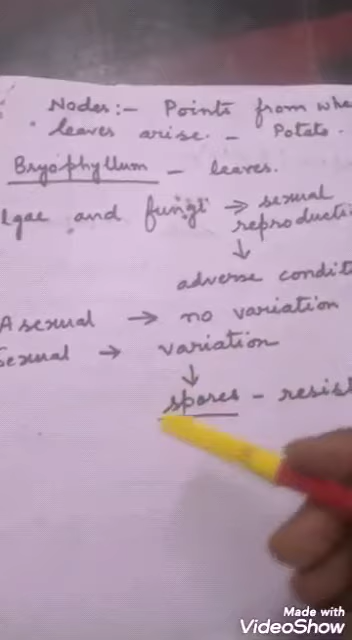 Nodes:- Points from whe
leaves arise. - Potato.
Bryophyllum - leaves.
lgae and fungi → sexual
reproducti
↓
adverse condit
Asexual → no variation
Sexual → variation
↓
spores - resist
Made with
VideoShow